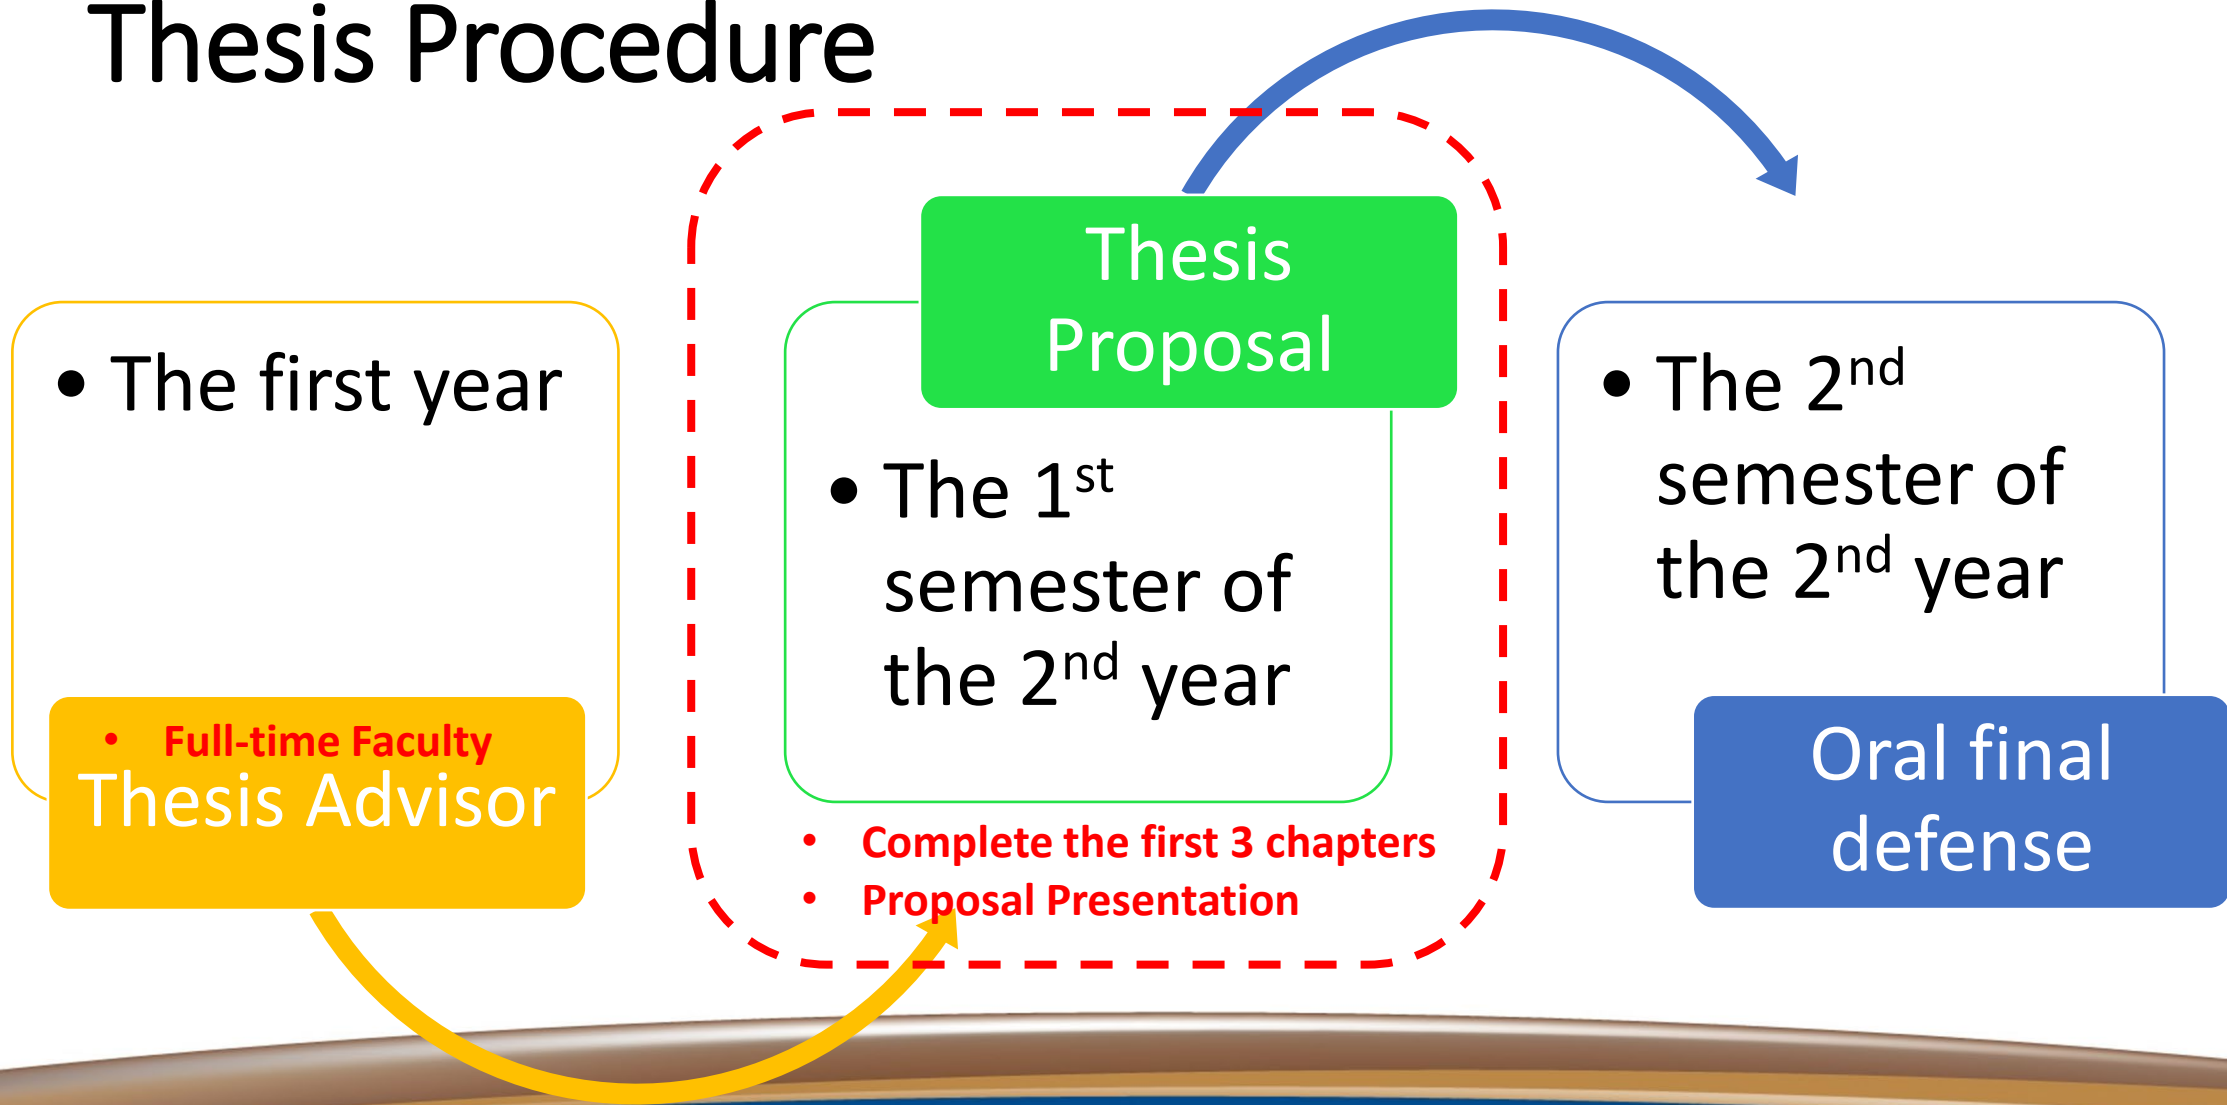 Thesis Procedure
• The first year
• Full-time Faculty
Thesis Advisor
Thesis
Proposal
• The 1st
semester of
the 2nd year
• Complete the first 3 chapters
• Proposal Presentation
• The 2nd
semester of
the 2nd year
Oral final
defense